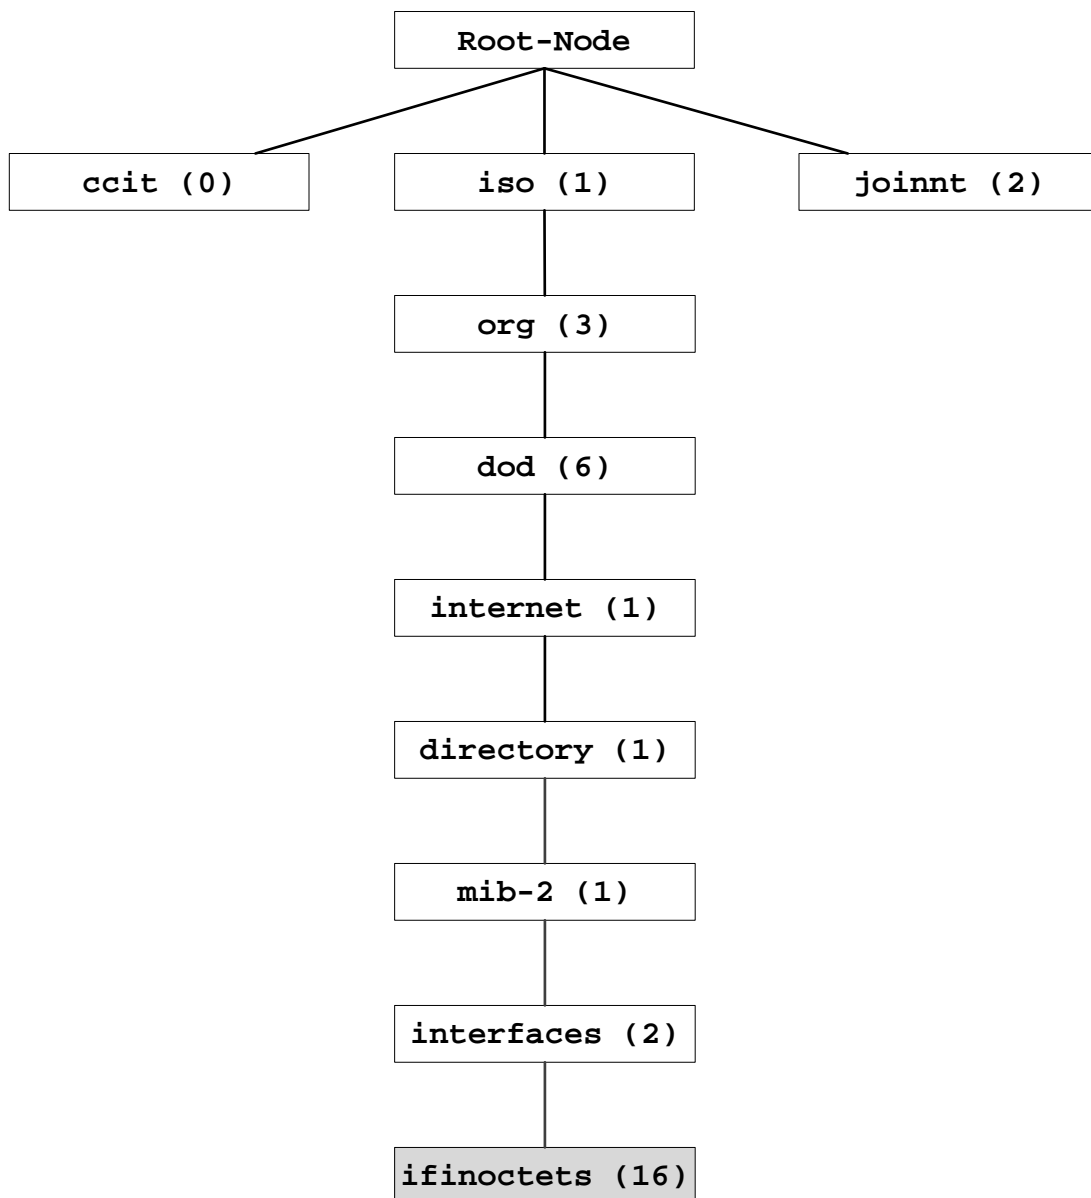 Root-Node
ccit (0)
iso (1)
joinnt (2)
org (3)
dod (6)
internet (1)
directory (1)
mib-2 (1)
interfaces (2)
ifinoctets (16)